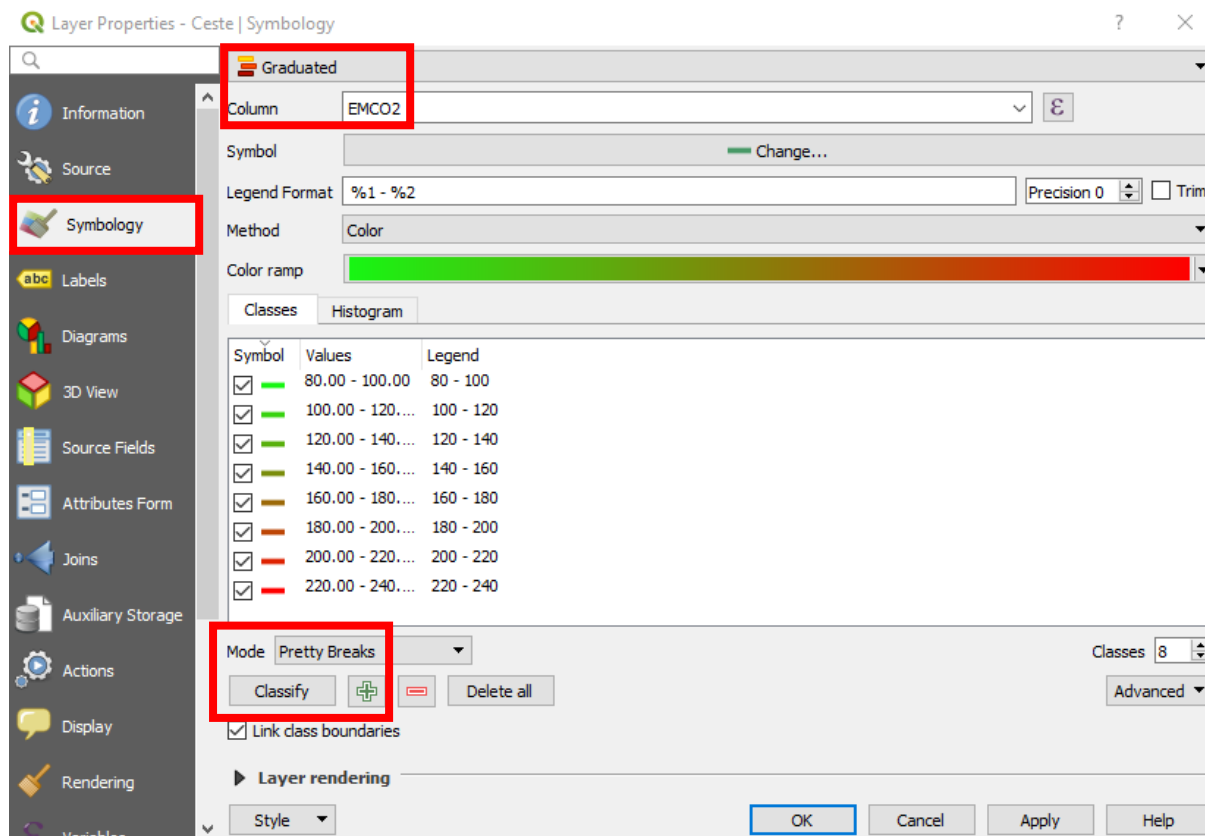 Layer Properties - Ceste | Symbology
?
Graduated
Information
Column
EMCO2
ε
Symbol
Change...
Source
Legend Format
%1 - %2
Precision 0
Trim
Symbology
Method
Color
Color ramp
abc Labels
Classes
Histogram
Diagrams
Symbol Values Legend
80.00 - 100.00 80 - 100
3D View
100.00 - 120.... 100 - 120
120.00 - 140.... 120 - 140
Source Fields
140.00 - 160.... 140 - 160
160.00 - 180.... 160 - 180
Attributes Form
180.00 - 200.... 180 - 200
Joins
200.00 - 220.... 200 - 220
220.00 - 240.... 220 - 240
Auxiliary Storage
Mode
Pretty Breaks
Classes 8
Actions
Classify
Delete all
Advanced
Display
Link class boundaries
Rendering
Layer rendering
Style
OK
Cancel
Apply
Help